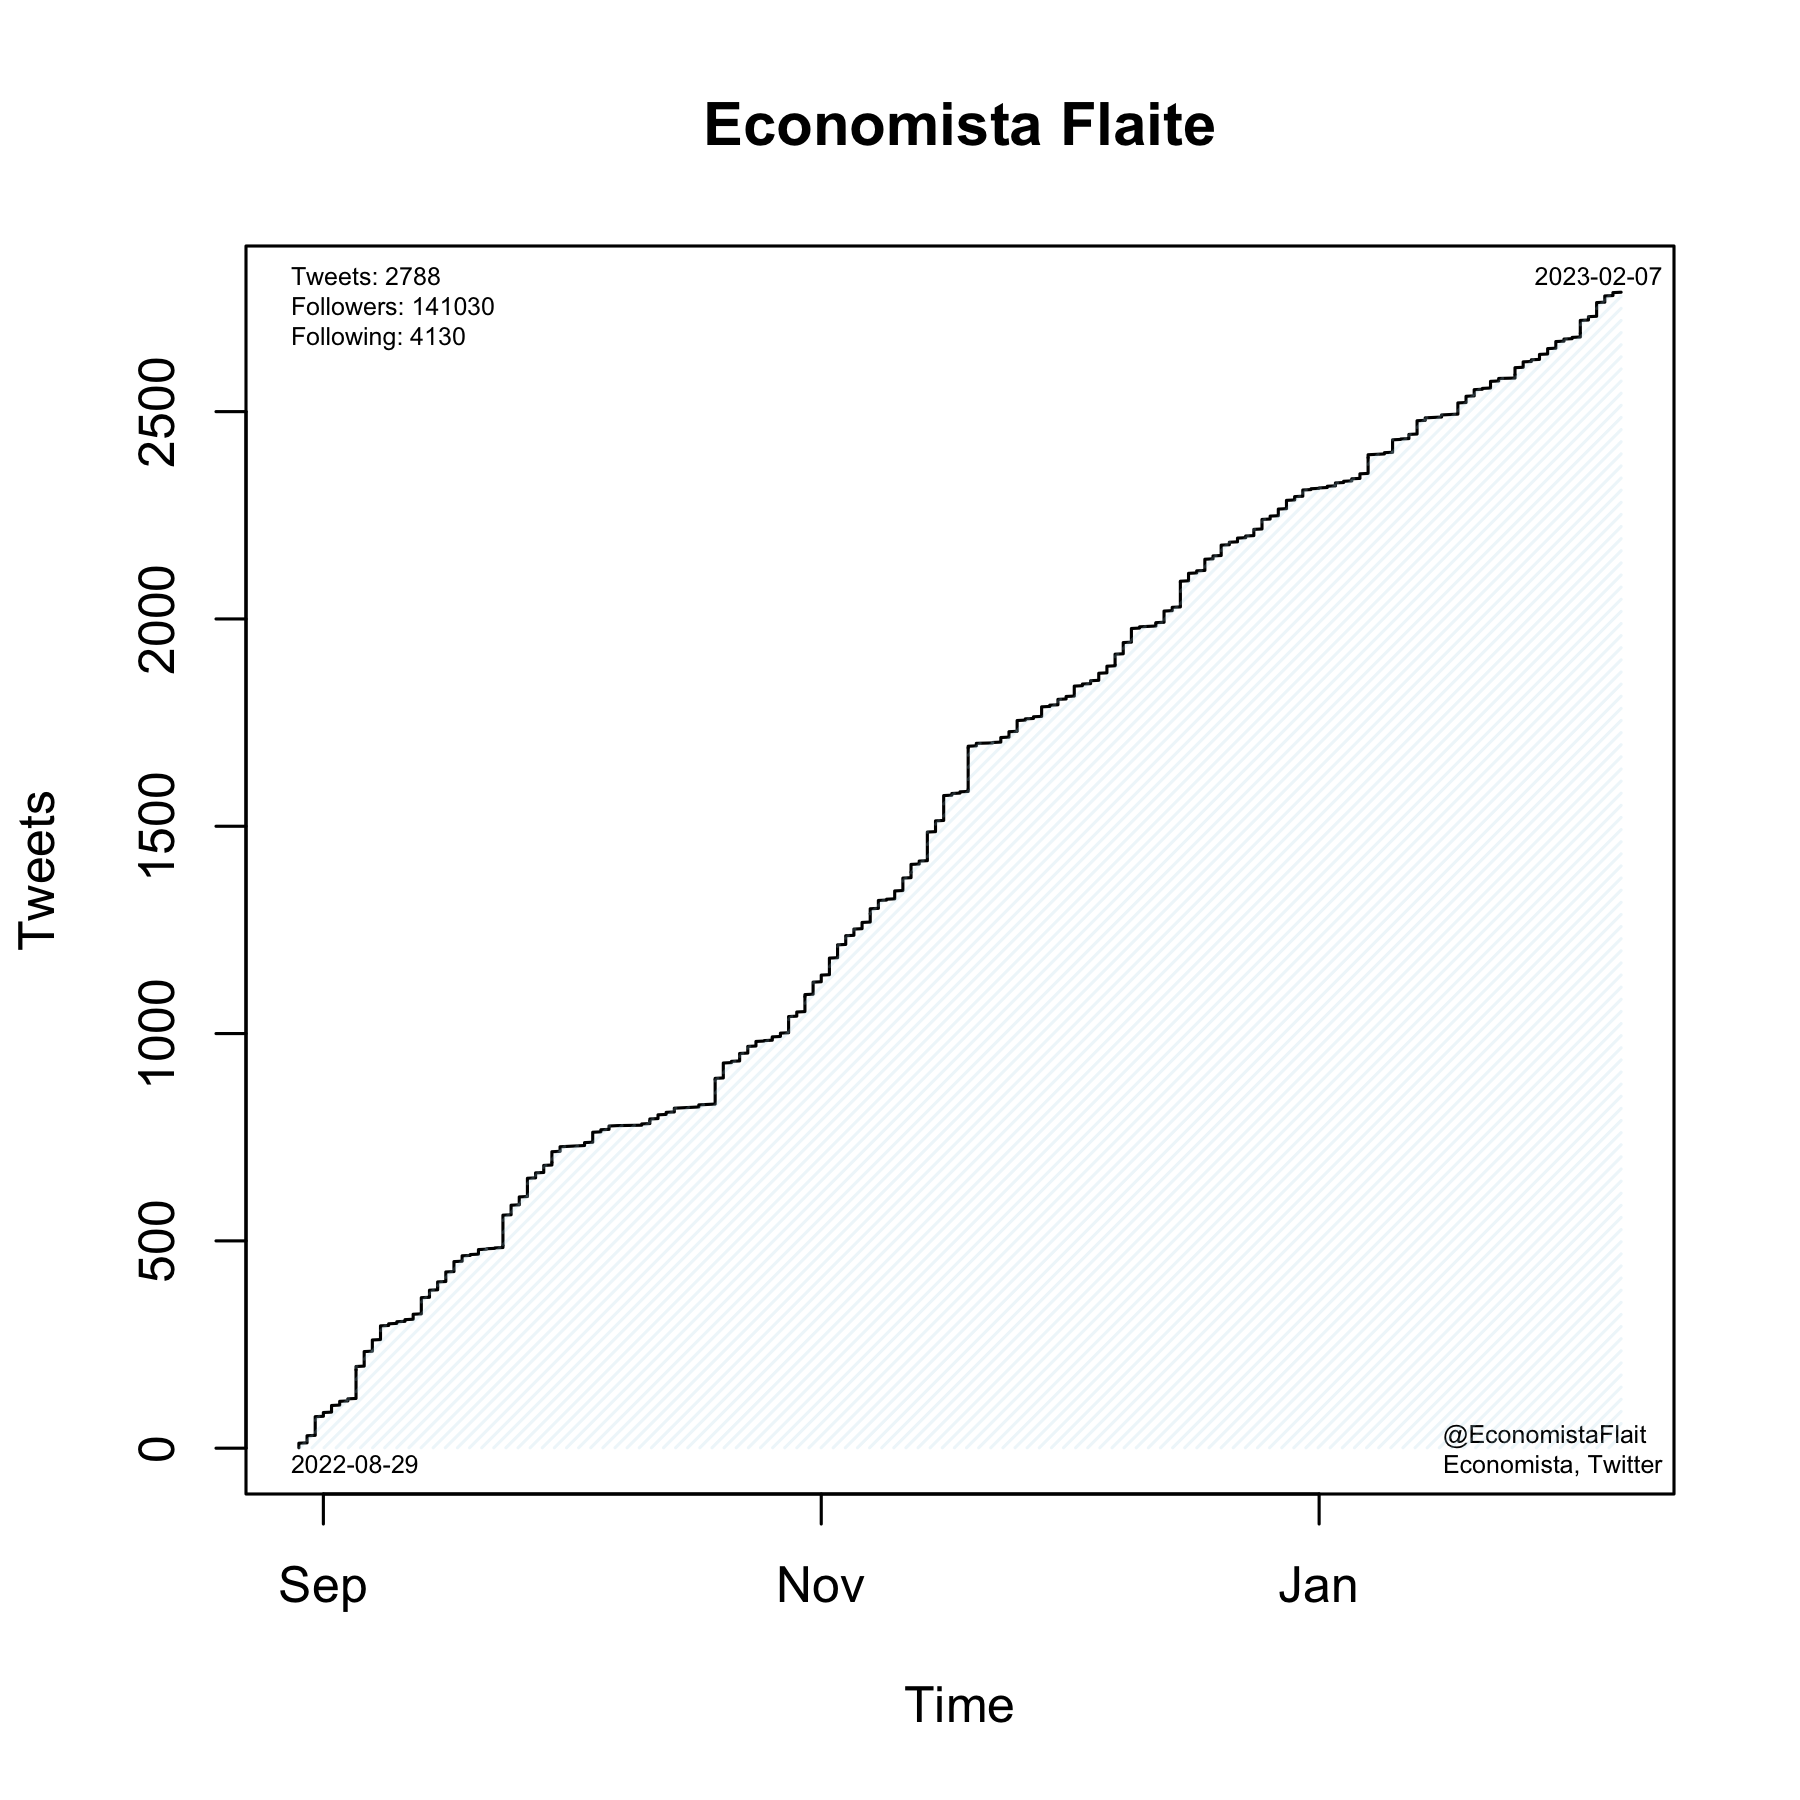 Economista Flaite
Tweets: 2788
Followers: 141030
Following: 4130
2023-02-07
Tweets
2500
2000
1500
1000
500
0
2022-08-29
@EconomistaFlait
Economista, Twitter
Sep
Nov
Jan
Time